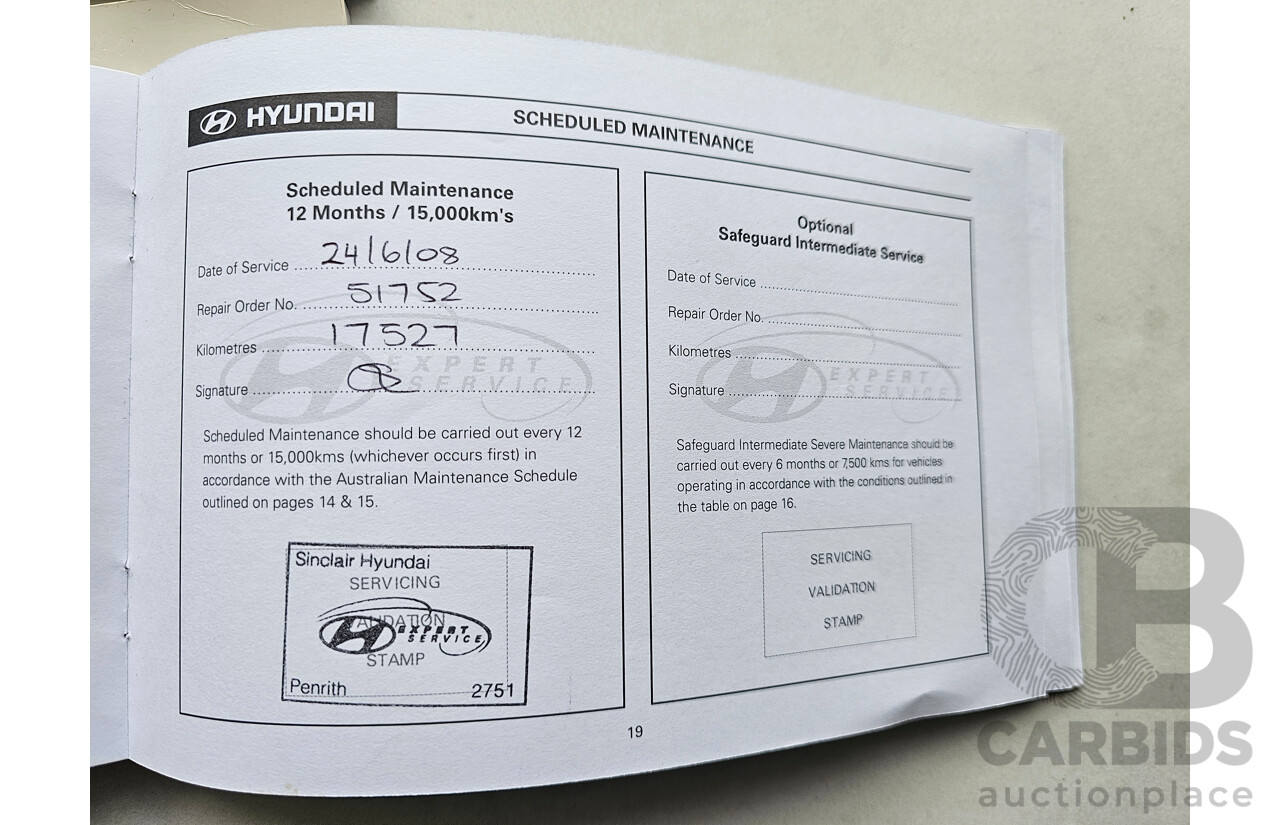 HYUNDAI
SCHEDULED MAINTENANCE
Scheduled Maintenance
12 Months / 15,000km's
Date of Service 24/6/08
Repair Order No. 51752
Kilometres 17527
Signature
EXPERT
SERVICE
Scheduled Maintenance should be carried out every 12
months or 15,000kms (whichever occurs first) in
accordance with the Australian Maintenance Schedule
outlined on pages 14 & 15.
Sinclair Hyundai
SERVICING
VALIDATION
EXPERT
SERVICE
STAMP
Penrith 2751
Optional
Safeguard Intermediate Service
Date of Service
Repair Order No.
Kilometres
Signature
EXPERT
SERVICE
Safeguard Intermediate Severe Maintenance should be
carried out every 6 months or 7,500 kms for vehicles
operating in accordance with the conditions outlined in
the table on page 16.
SERVICING
VALIDATION
STAMP
19
CB
CARBIDS
auctionplace